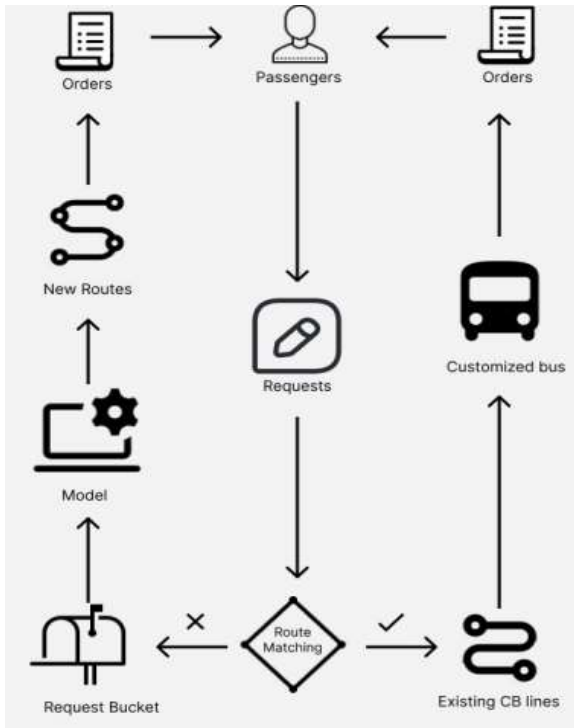 Orders
Passengers
Orders
New Routes
Requests
Customized bus
Model
Route
Matching
Request Bucket
Existing CB lines